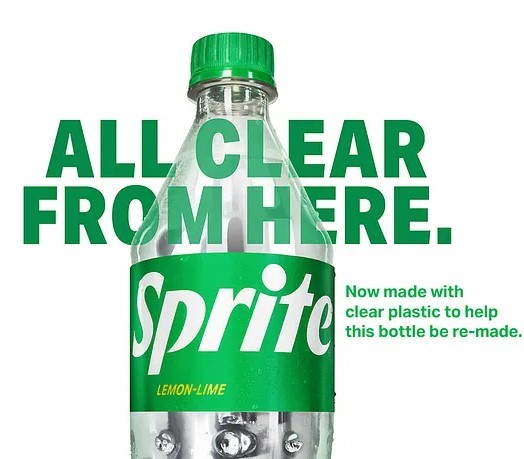 ALL CLEAR
FROM HERE.
Sprite
LEMON-LIME
Now made with
clear plastic to help
this bottle be re-made.